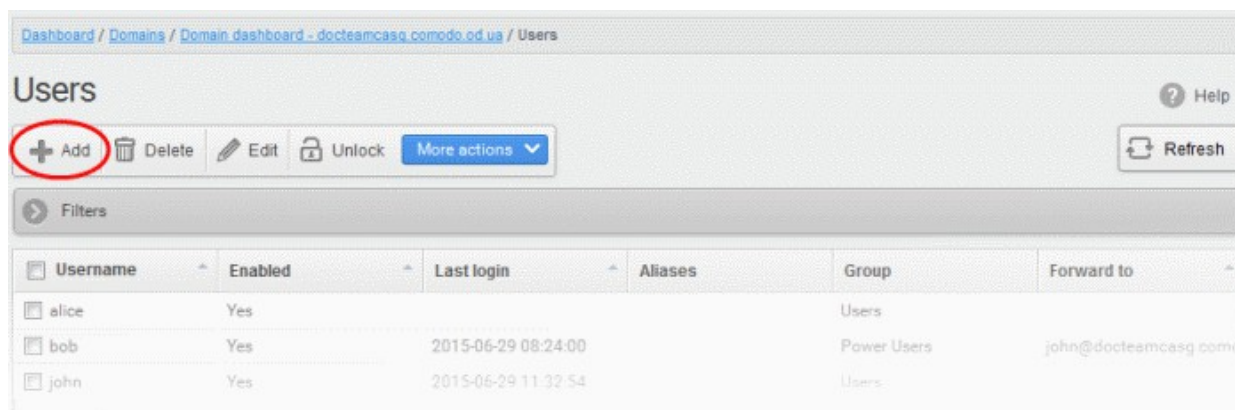 Dashboard / Domains / Domain dashboard - docteamcasg.comodo.od.ua / Users
Users
Help
Add Delete Edit Unlock More actions
Refresh
Filters
Username Enabled Last login Aliases Group Forward to
alice Yes Users
bob Yes 2015-06-29 08:24:00 Power Users john@docteamcasg.como
john Yes 2015-06-29 11:32:54 Users